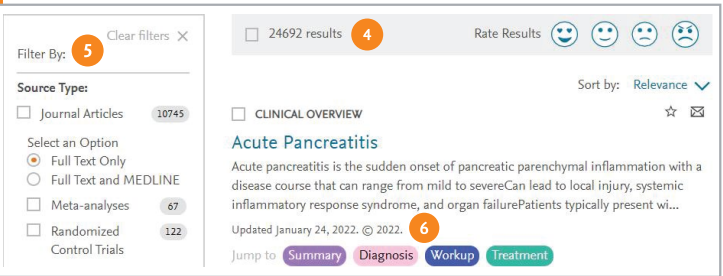 Clear filters ×
Filter By: 5
Source Type:
Journal Articles 10745
Select an Option
Full Text Only
Full Text and MEDLINE
Meta-analyses 67
Randomized 122
Control Trials
24692 results 4 Rate Results
Sort by: Relevance
CLINICAL OVERVIEW
Acute Pancreatitis
Acute pancreatitis is the sudden onset of pancreatic parenchymal inflammation with a
disease course that can range from mild to severeCan lead to local injury, systemic
inflammatory response syndrome, and organ failurePatients typically present wi...
Updated January 24, 2022. © 2022. 6
Jump to Summary Diagnosis Workup Treatment